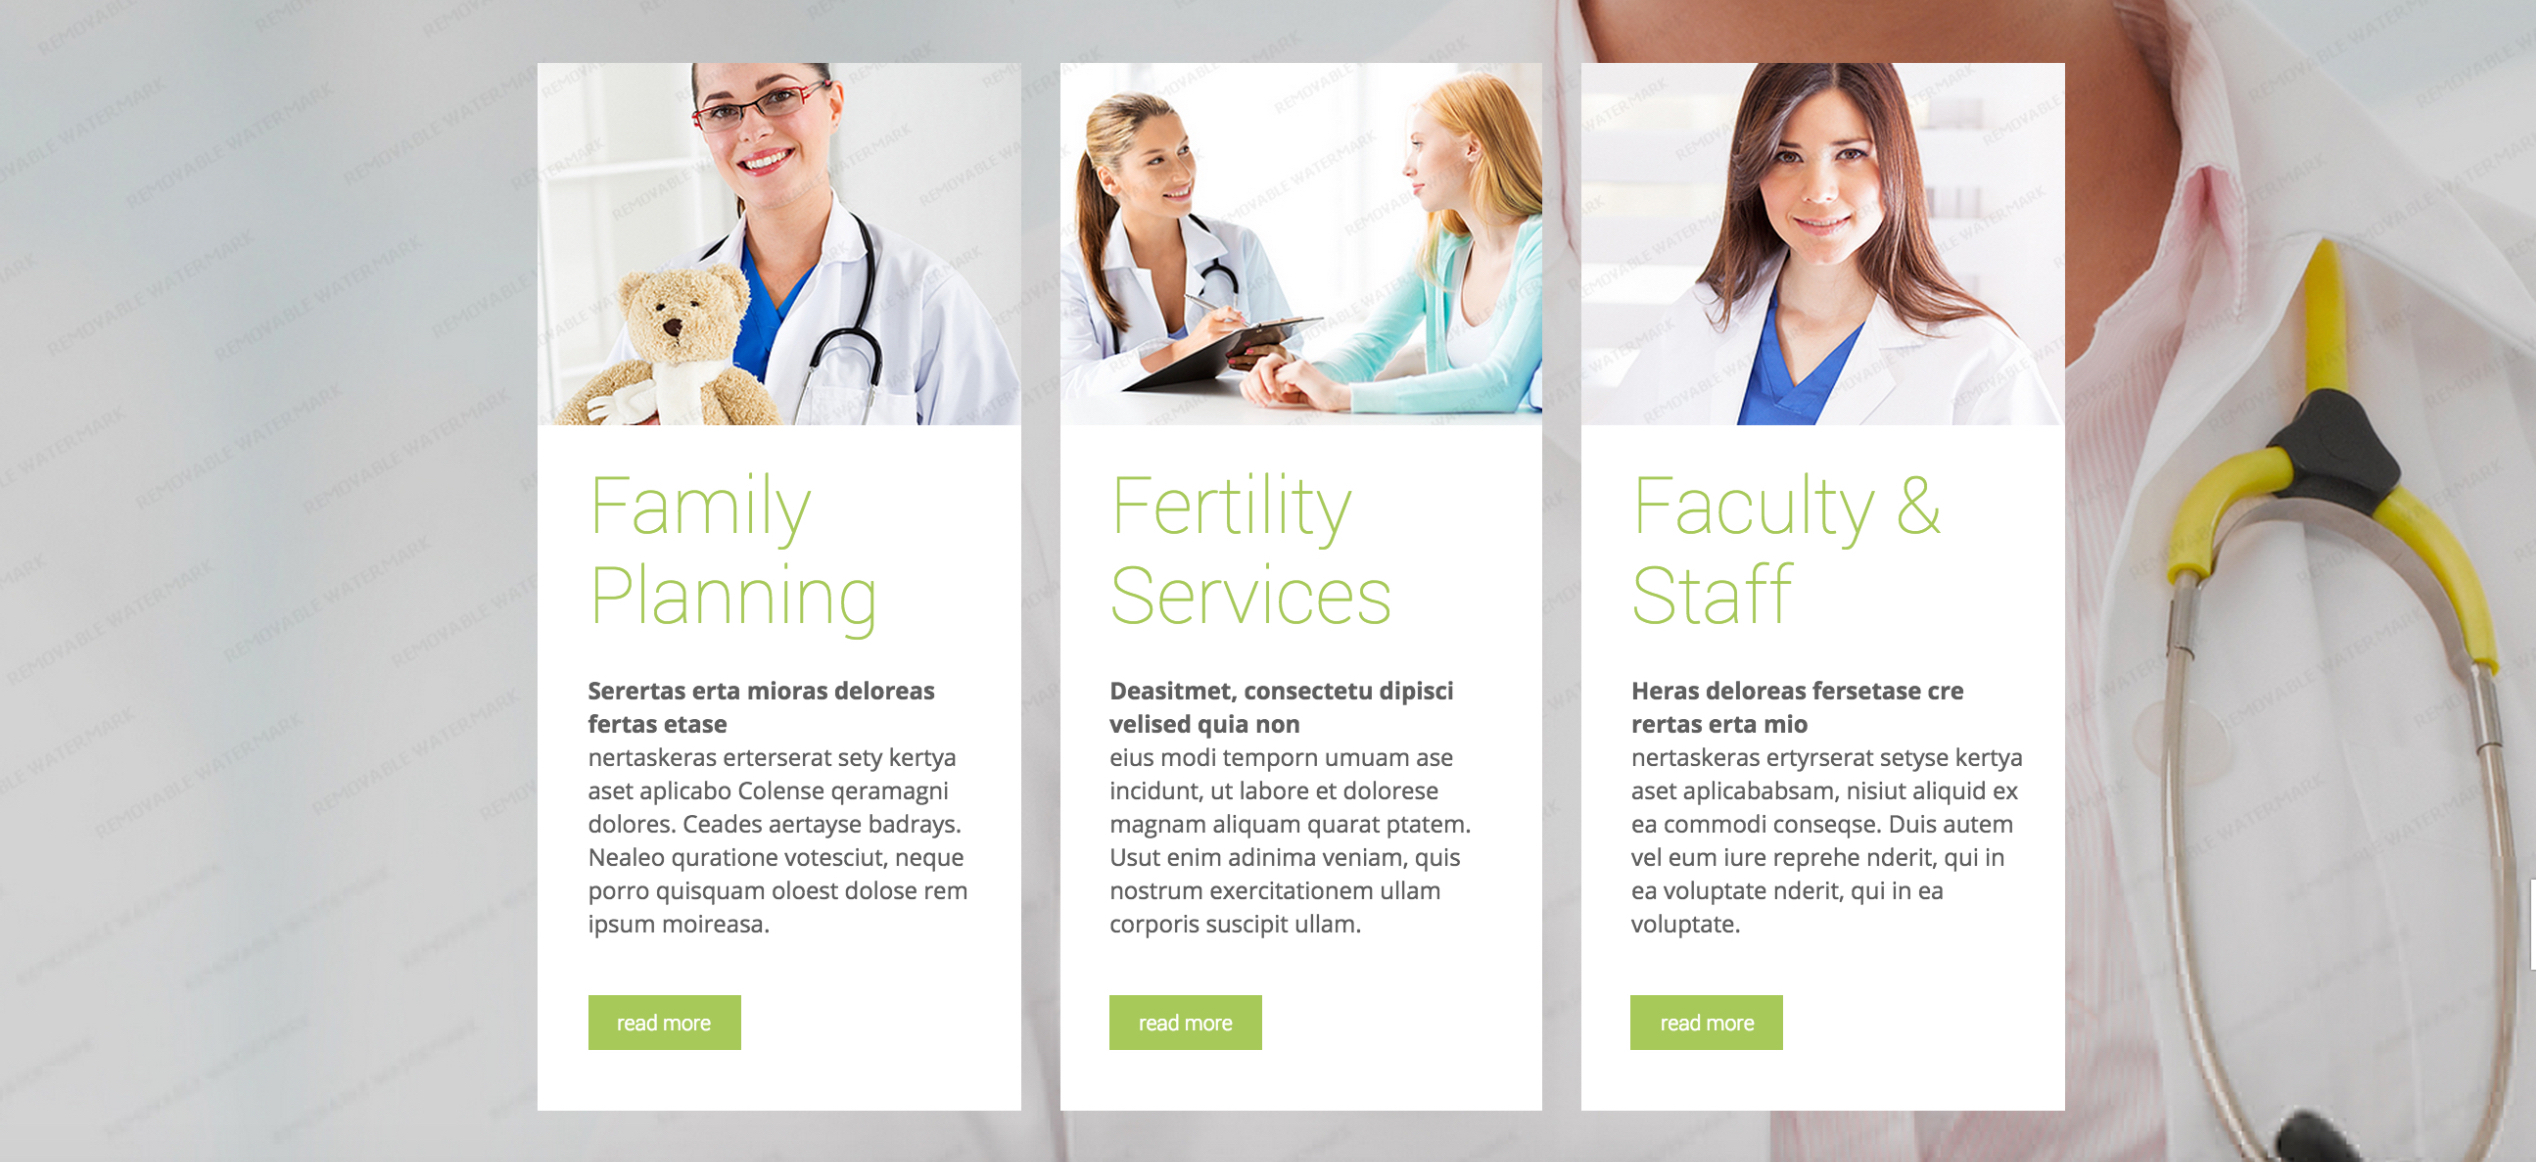 Family
Planning
Serertas erta mioras deloreas
fertas etase
nertaskeras erterserat sety kertya
aset aplicabo Colense qeramagni
dolores. Ceades aertayse badrays.
Nealeo quratione votesciut, neque
porro quisquam oloest dolose rem
ipsum moireasa.
read more
Fertility
Services
Deasitmet, consectetu dipisci
velised quia non
eius modi temporn umuam ase
incidunt, ut labore et dolorese
magnam aliquam quarat ptatem.
Usut enim adinima veniam, quis
nostrum exercitationem ullam
corporis suscipit ullam.
read more
Faculty &
Staff
Heras deloreas fersetase cre
rertas erta mio
nertaskeras ertyrserat setyse kertya
aset aplicababsam, nisiut aliquid ex
ea commodi conseqse. Duis autem
vel eum iure reprehe nderit, qui in
ea voluptate nderit, qui in ea
voluptate.
read more
REMOVABLE WATERMARK